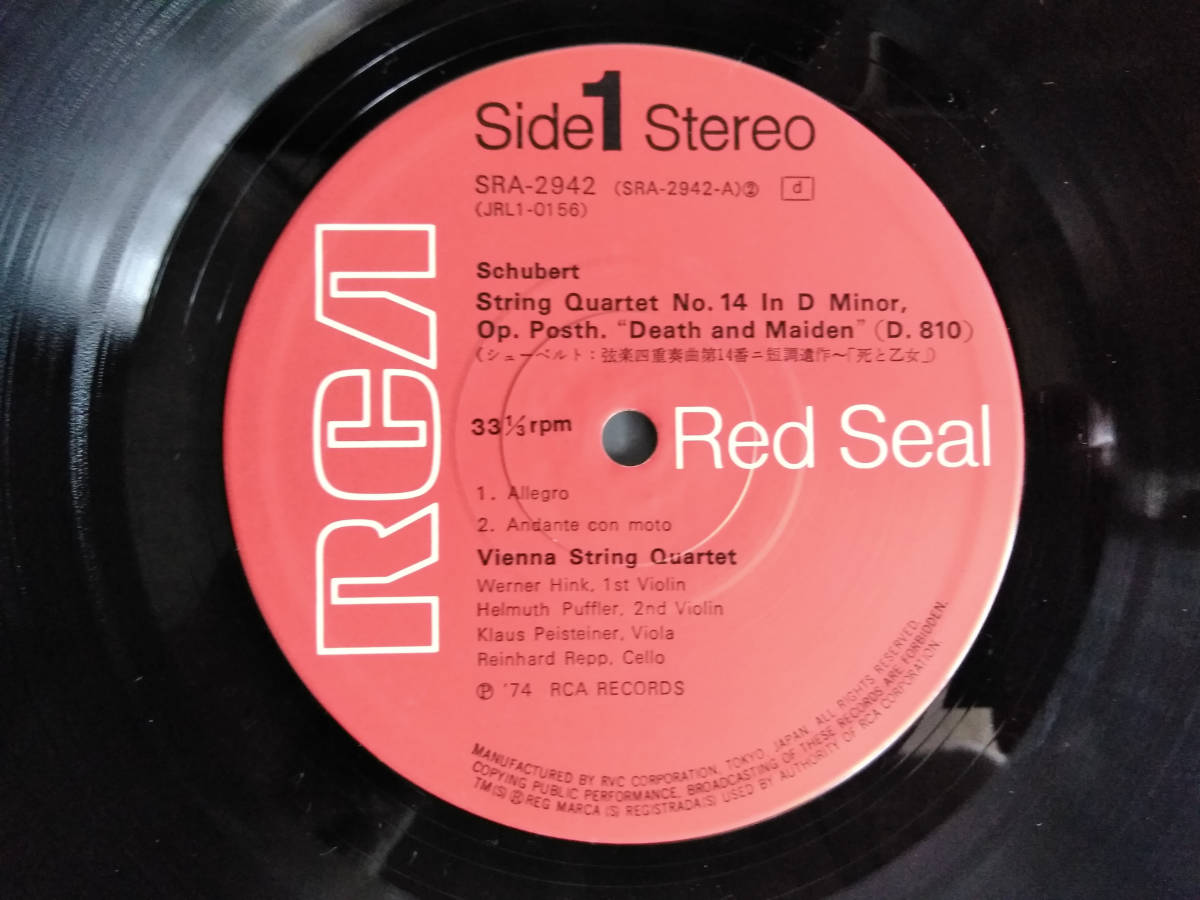 Side 1 Stereo
SRA-2942 (SRA-2942-A)② d
(JRL1-0156)
RCA
Schubert
String Quartet No. 14 In D Minor,
Op. Posth. “Death and Maiden” (D. 810)
(シューベルト：弦楽四重奏曲第14番ニ短調遺作〜「死と乙女」)
33⅓ rpm
Red Seal
1. Allegro
2. Andante con moto
Vienna String Quartet
Werner Hink, 1st Violin
Helmuth Puffler, 2nd Violin
Klaus Peisteiner, Viola
Reinhard Repp, Cello
Ⓟ '74 RCA RECORDS
MANUFACTURED BY RVC CORPORATION, TOKYO, JAPAN. ALL RIGHTS RESERVED.
COPYING PUBLIC PERFORMANCE, BROADCASTING OF THESE RECORDS ARE FORBIDDEN.
TM(S) ® REG MARCA (S) REGISTRADA(S) USED BY AUTHORITY OF RCA CORPORATION.